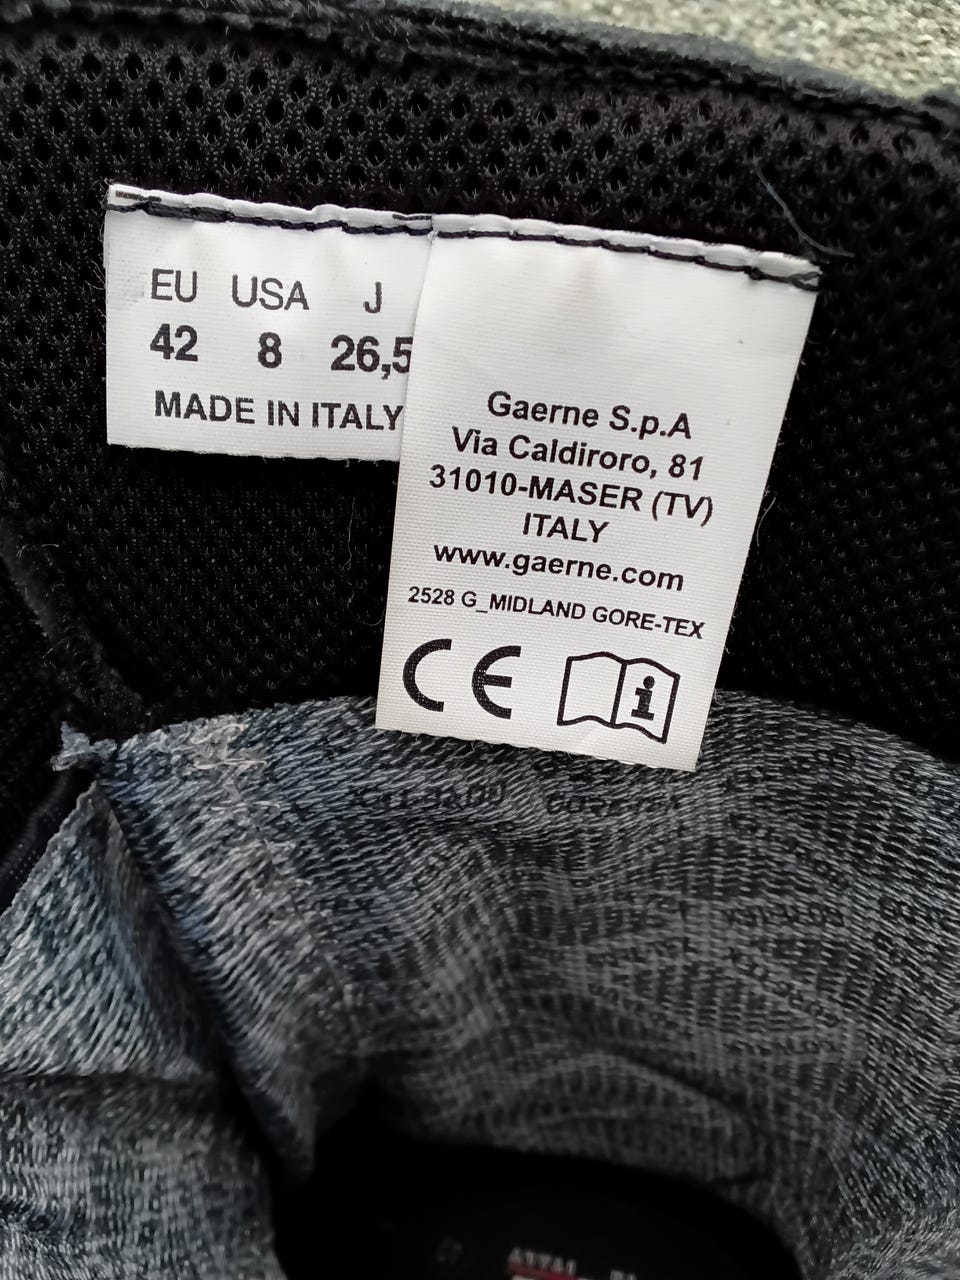 EU USA J
42 8 26,5
MADE IN ITALY
Gaerne S.p.A
Via Caldiroro, 81
31010-MASER (TV)
ITALY
www.gaerne.com
2528 G_MIDLAND GORE-TEX
CE
i